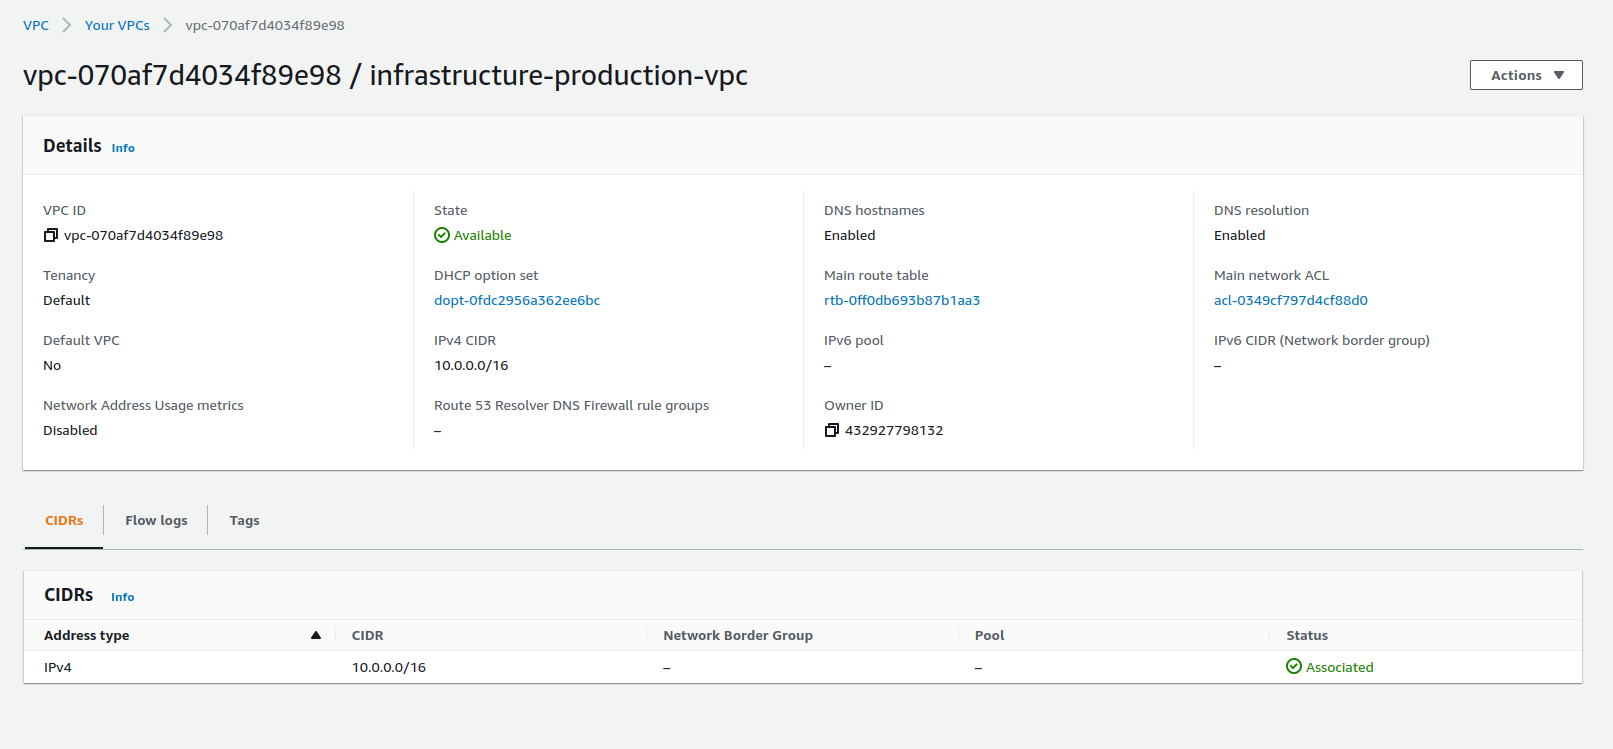 VPC > Your VPCs > vpc-070af7d4034f89e98
vpc-070af7d4034f89e98 / infrastructure-production-vpc
Actions
Details Info
VPC ID
vpc-070af7d4034f89e98
State
Available
DNS hostnames
Enabled
DNS resolution
Enabled
Tenancy
Default
DHCP option set
dopt-0fdc2956a362ee6bc
Main route table
rtb-0ff0db693b87b1aa3
Main network ACL
acl-0349cf797d4cf88d0
Default VPC
No
IPv4 CIDR
10.0.0.0/16
IPv6 pool
–
IPv6 CIDR (Network border group)
–
Network Address Usage metrics
Disabled
Route 53 Resolver DNS Firewall rule groups
–
Owner ID
432927798132
CIDRs Flow logs Tags
CIDRs Info
Address type CIDR Network Border Group Pool Status
IPv4 10.0.0.0/16 – – Associated